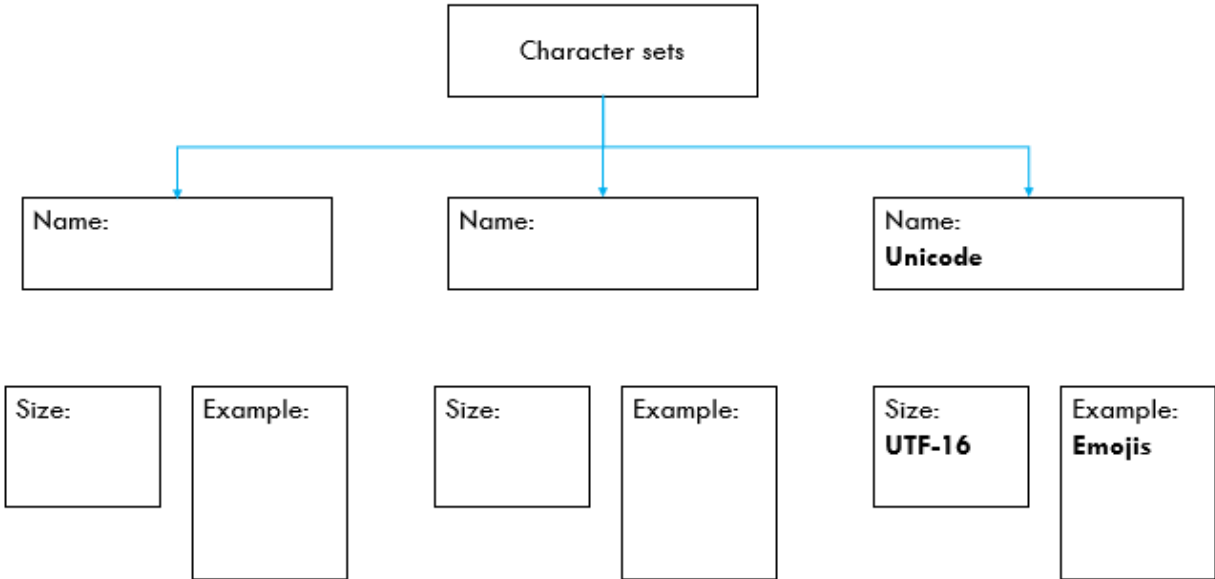 Character sets
Name:
Name:
Name:
Unicode
Size:
Example:
Size:
Example:
Size:
UTF-16
Example:
Emojis